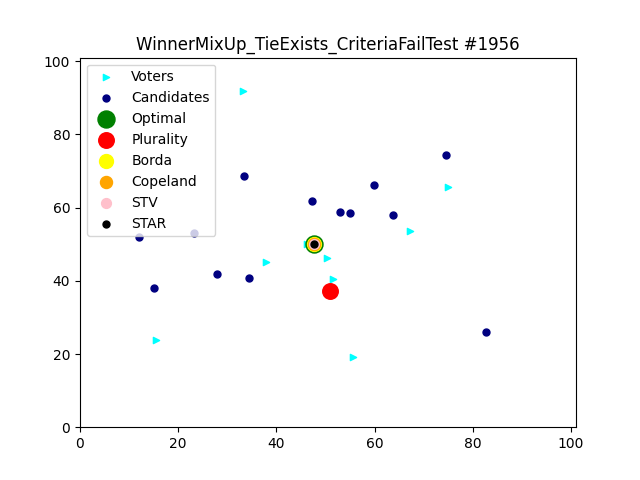 WinnerMixUp_TieExists_CriteriaFailTest #1956
100
80
60
40
20
0
Voters
Candidates
Optimal
Plurality
Borda
Copeland
STV
STAR
0 20 40 60 80 100